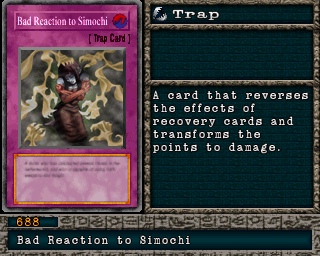 Bad Reaction to Simochi
[ Trap Card ]
Trap
A card that reverses
the effects of
recovery cards and
transforms the
points to damage.
688
Bad Reaction to Simochi